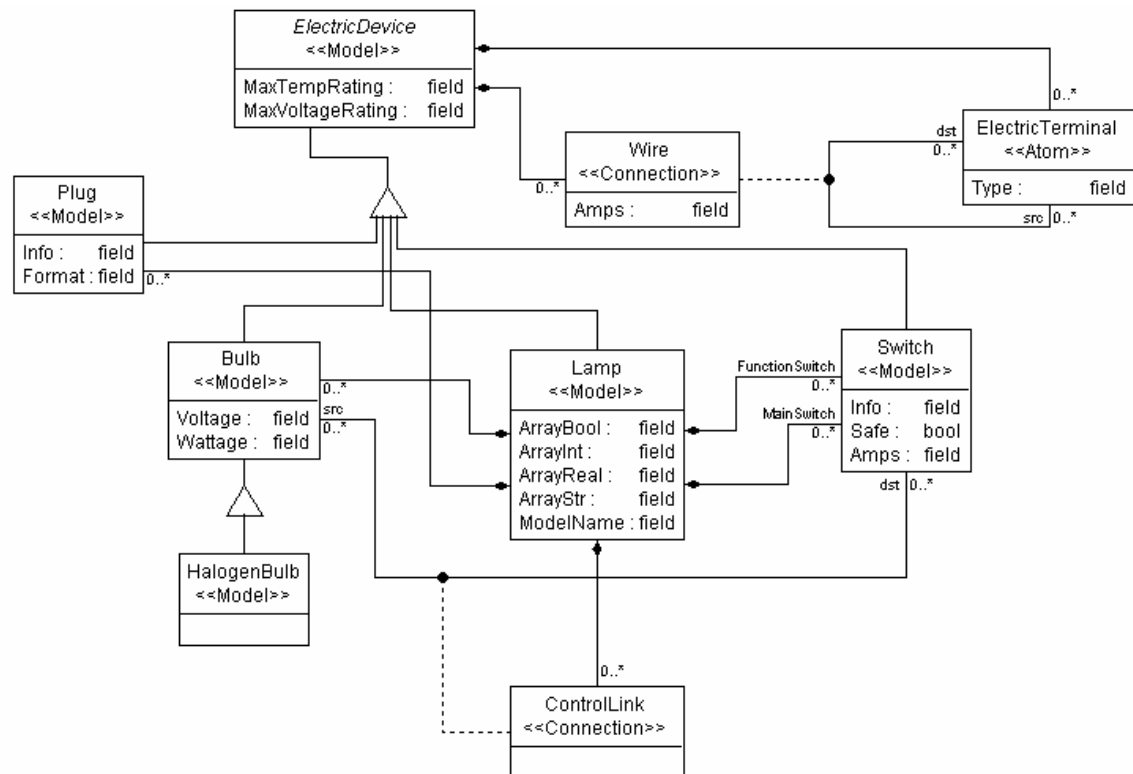 ElectricDevice
<<Model>>
MaxTempRating : field
MaxVoltageRating : field
0..*
dst
0..*
ElectricTerminal
<<Atom>>
Type : field
src 0..*
Wire
<<Connection>>
Amps : field
0..*
Plug
<<Model>>
Info : field
Format : field
0..*
Bulb
<<Model>>
Voltage : field
Wattage : field
0..*
src
0..*
Lamp
<<Model>>
ArrayBool : field
ArrayInt : field
ArrayReal : field
ArrayStr : field
ModelName : field
FunctionSwitch
0..*
MainSwitch
0..*
Switch
<<Model>>
Info : field
Safe : bool
Amps : field
dst 0..*
HalogenBulb
<<Model>>
0..*
ControlLink
<<Connection>>